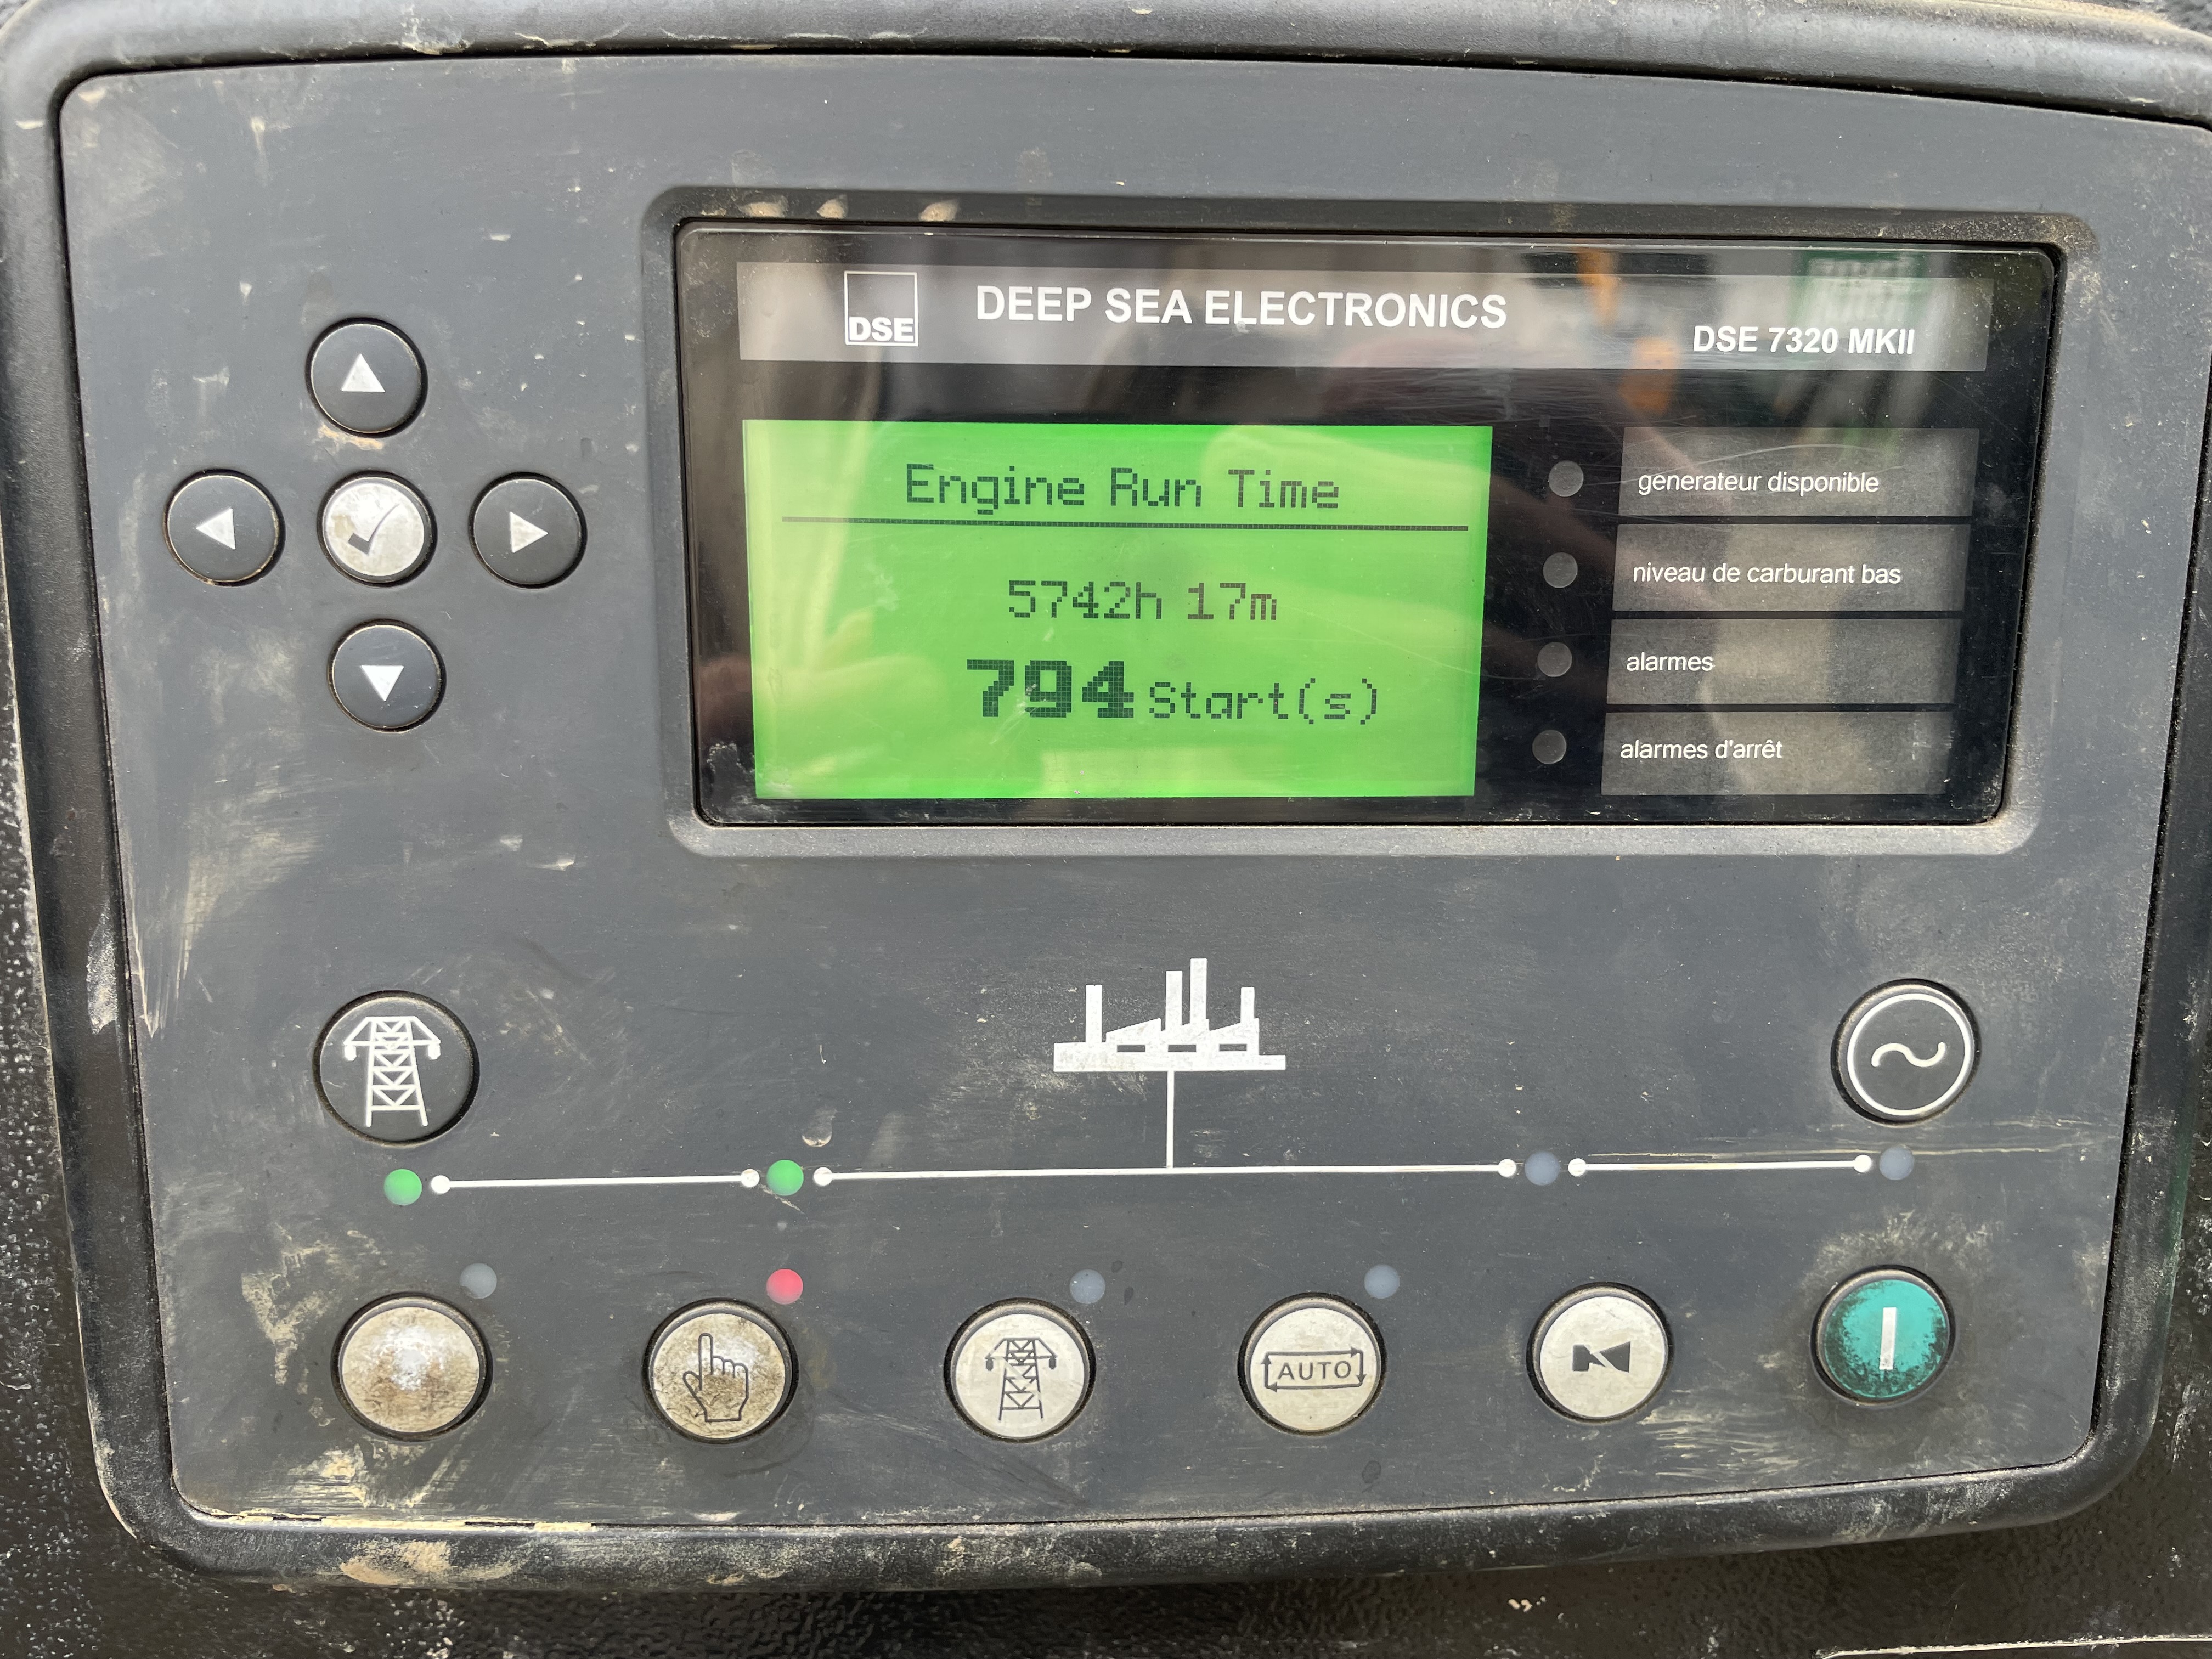 DSE
DEEP SEA ELECTRONICS
DSE 7320 MKII
Engine Run Time
5742h 17m
794 Start(s)
generateur disponible
niveau de carburant bas
alarmes
alarmes d'arrêt
AUTO